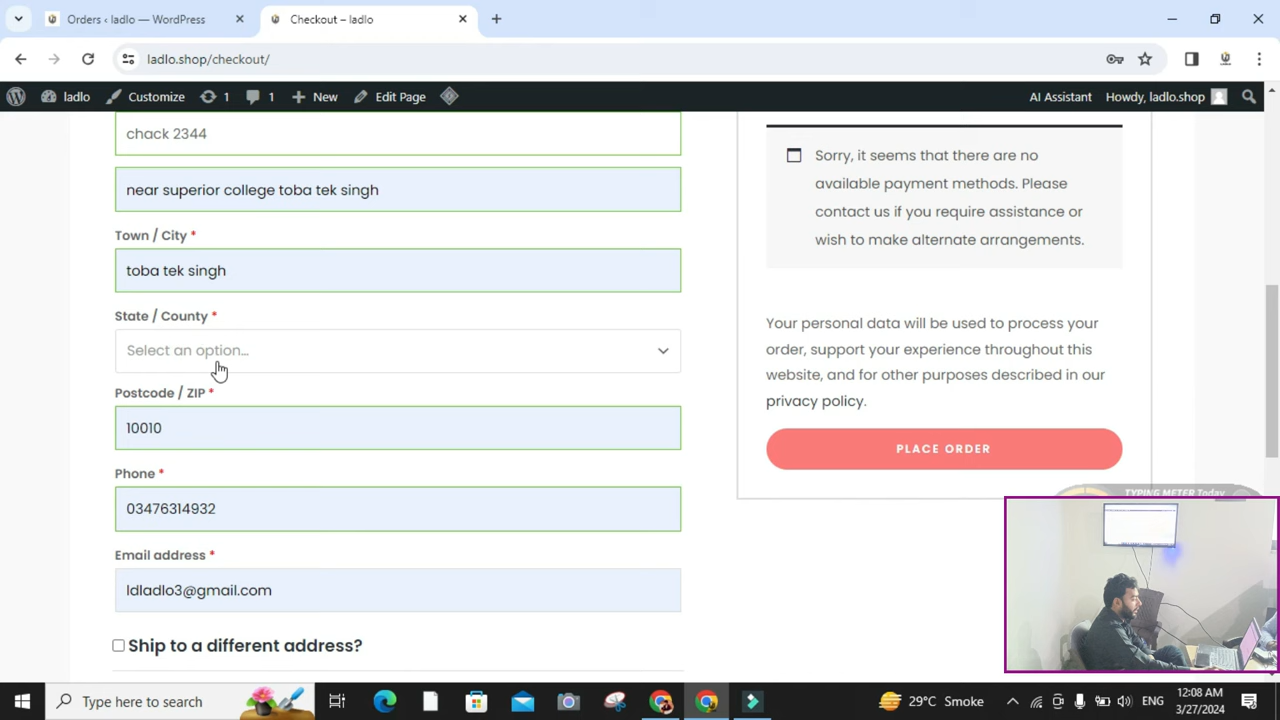 Orders ‹ ladlo — WordPress
Checkout – ladlo
ladlo.shop/checkout/
ladlo
Customize
1
1
New
Edit Page
AI Assistant
Howdy, ladlo.shop
chack 2344
near superior college toba tek singh
Town / City *
toba tek singh
State / County *
Select an option...
Postcode / ZIP *
10010
Phone *
03476314932
Email address *
ldladlo3@gmail.com
Ship to a different address?
Sorry, it seems that there are no
available payment methods. Please
contact us if you require assistance or
wish to make alternate arrangements.
Your personal data will be used to process your
order, support your experience throughout this
website, and for other purposes described in our
privacy policy.
PLACE ORDER
TYPING METER Today
Type here to search
29°C Smoke
ENG
12:08 AM
3/27/2024